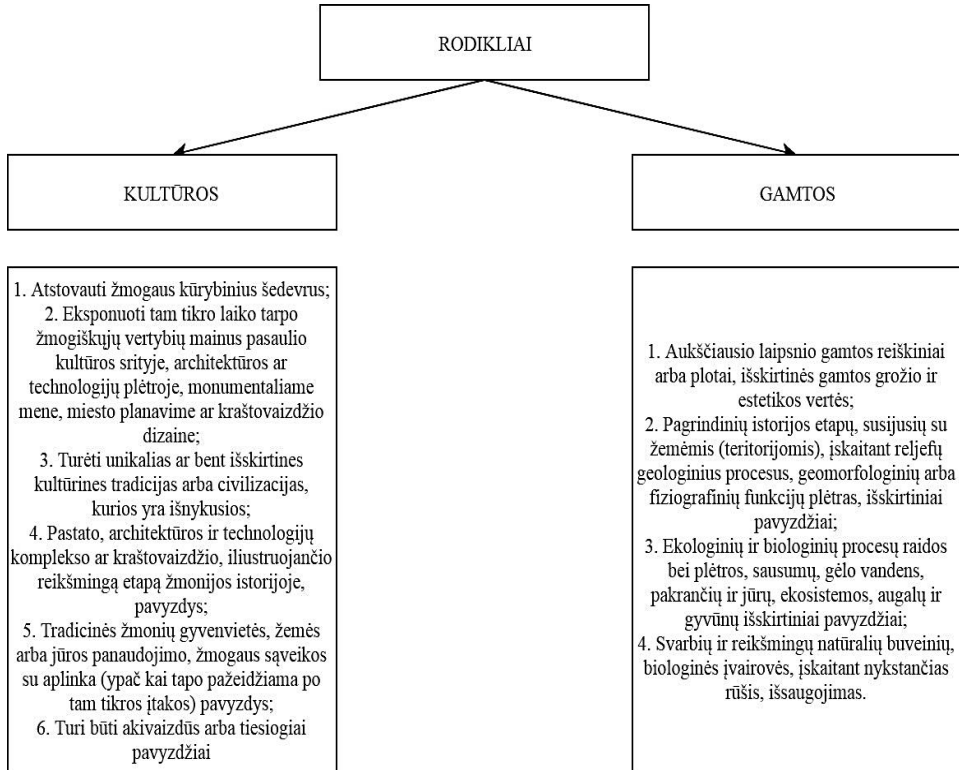 RODIKLIAI
KULTŪROS
GAMTOS
1. Atstovauti žmogaus kūrybinius šedevrus;
2. Eksponuoti tam tikro laiko tarpo
žmogiškųjų vertybių mainus pasaulio
kultūros srityje, architektūros ar
technologijų plėtroje, monumentaliame
mene, miesto planavime ar kraštovaizdžio
dizaine;
3. Turėti unikalias ar bent išskirtines
kultūrines tradicijas arba civilizacijas,
kurios yra išnykusios;
4. Pastato, architektūros ir technologijų
komplekso ar kraštovaizdžio, iliustruojančio
reikšmingą etapą žmonijos istorijoje,
pavyzdys;
5. Tradicinės žmonių gyvenvietės, žemės
arba jūros panaudojimo, žmogaus sąveikos
su aplinka (ypač kai tapo pažeidžiama po
tam tikros įtakos) pavyzdys;
6. Turi būti akivaizdūs arba tiesiogiai
pavyzdžiai
1. Aukščiausio laipsnio gamtos reiškiniai
arba plotai, išskirtinės gamtos grožio ir
estetikos vertės;
2. Pagrindinių istorijos etapų, susijusių su
žemėmis (teritorijomis), įskaitant reljefų
geologinius procesus, geomorfologinių arba
fiziografinių funkcijų plėtras, išskirtiniai
pavyzdžiai;
3. Ekologinių ir biologinių procesų raidos
bei plėtros, sausumų, gėlo vandens,
pakrančių ir jūrų, ekosistemos, augalų ir
gyvūnų išskirtiniai pavyzdžiai;
4. Svarbių ir reikšmingų natūralių buveinių,
biologinės įvairovės, įskaitant nykstančias
rūšis, išsaugojimas.